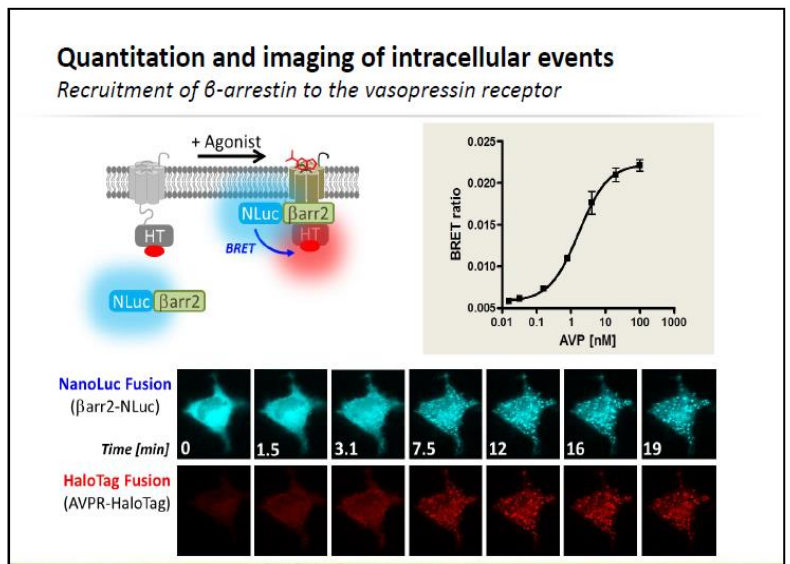 Quantitation and imaging of intracellular events
Recruitment of β-arrestin to the vasopressin receptor
+ Agonist
NLuc βarr2
HT
BRET
HT
NLuc βarr2
0.025
0.020
0.015
0.010
0.005
BRET ratio
0.01 0.1 1 10 100 1000
AVP [nM]
NanoLuc Fusion
(βarr2-NLuc)
Time [min] 0 1.5 3.1 7.5 12 16 19
HaloTag Fusion
(AVPR-HaloTag)